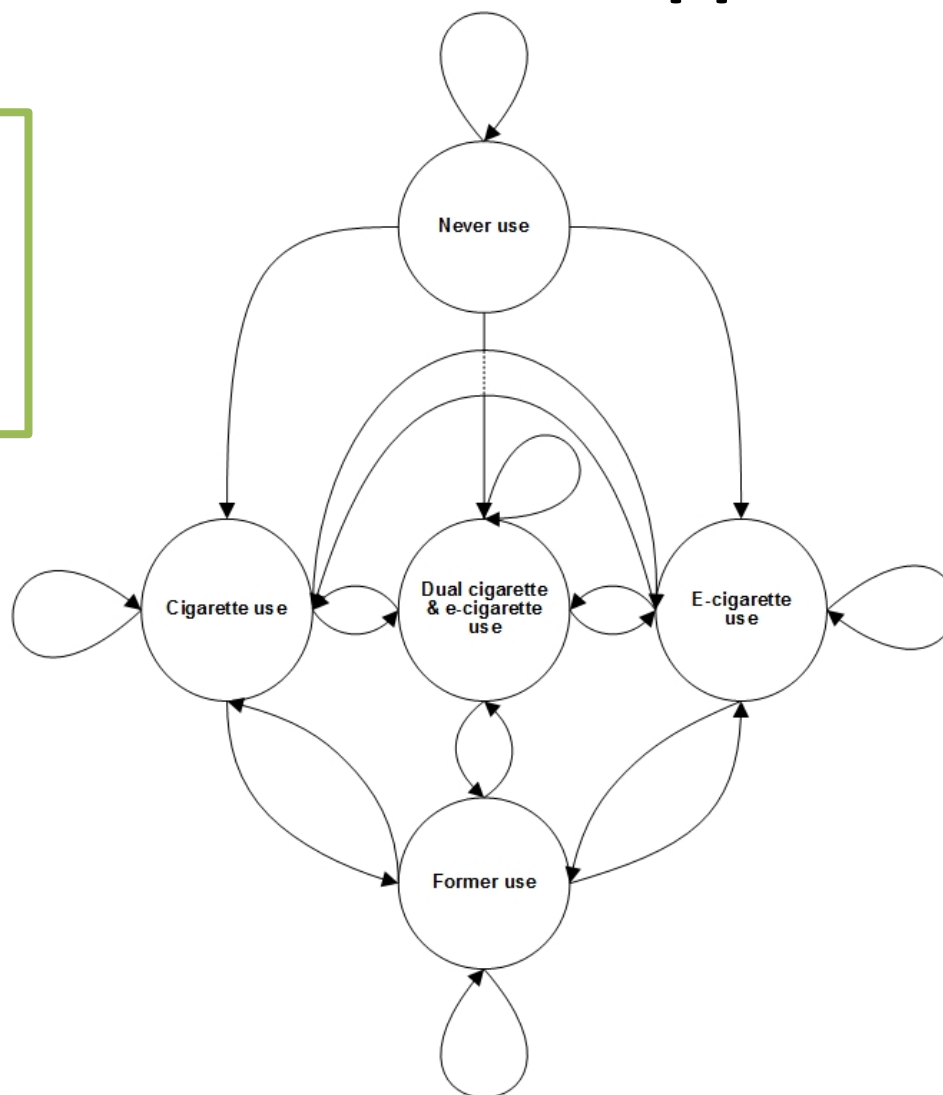 Never use
Cigarette use
Dual cigarette
& e-cigarette
use
E-cigarette
use
Former use